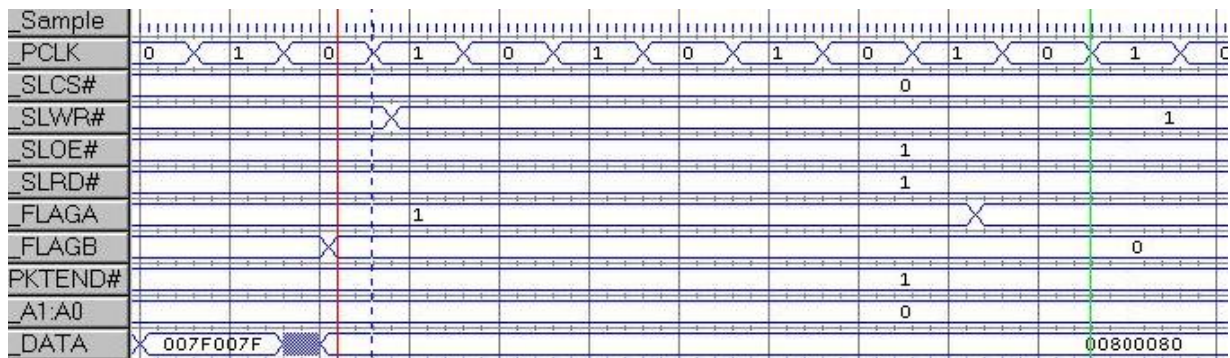 _Sample
_PCLK 0 1 0 1 0 1 0 1 0 1 0 1 0
_SLCS# 0
_SLWR# 1
_SLOE# 1
_SLRD# 1
_FLAGA 1
_FLAGB 0
PKTEND# 1
_A1:A0 0
_DATA 007F007F 00800080